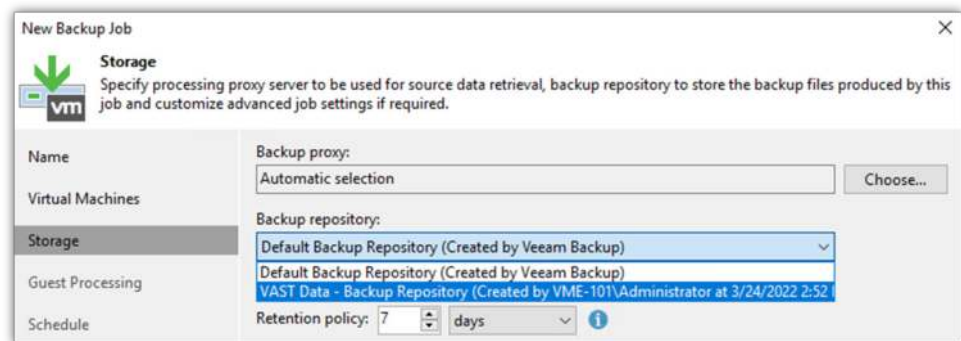 New Backup Job
Storage
Specify processing proxy server to be used for source data retrieval, backup repository to store the backup files produced by this
job and customize advanced job settings if required.
vm
Name
Virtual Machines
Storage
Guest Processing
Schedule
Backup proxy:
Automatic selection
Choose...
Backup repository:
Default Backup Repository (Created by Veeam Backup)
Default Backup Repository (Created by Veeam Backup)
VAST Data - Backup Repository (Created by VME-101\Administrator at 3/24/2022 2:52
Retention policy: 7 days